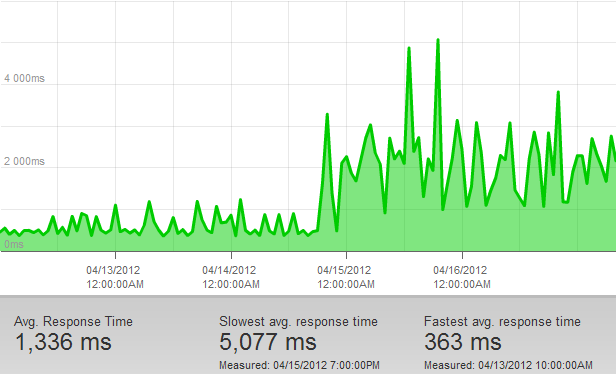 4 000ms
2 000ms
0ms
04/13/2012 04/14/2012 04/15/2012 04/16/2012
12:00:00AM 12:00:00AM 12:00:00AM 12:00:00AM
Avg. Response Time Slowest avg. response time Fastest avg. response time
1,336 ms 5,077 ms 363 ms
Measured: 04/15/2012 7:00:00PM Measured: 04/13/2012 10:00:00AM